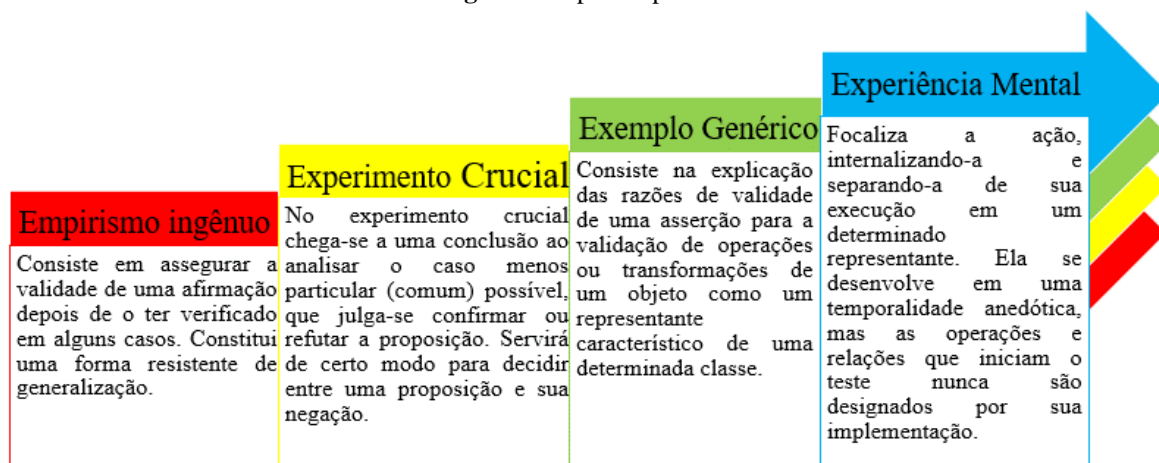 Empirismo ingênuo
Consiste em assegurar a
validade de uma afirmação
depois de o ter verificado
em alguns casos. Constitui
uma forma resistente de
generalização.
Experimento Crucial
No experimento crucial
chega-se a uma conclusão ao
analisar o caso menos
particular (comum) possível,
que julga-se confirmar ou
refutar a proposição. Servirá
de certo modo para decidir
entre uma proposição e sua
negação.
Exemplo Genérico
Consiste na explicação
das razões de validade
de uma asserção para a
validação de operações
ou transformações de
um objeto como um
representante
característico de uma
determinada classe.
Experiência Mental
Focaliza a ação,
internalizando-a e
separando-a de sua
execução em um
determinado
representante. Ela se
desenvolve em uma
temporalidade anedótica,
mas as operações e
relações que iniciam o
teste nunca são
designados por sua
implementação.